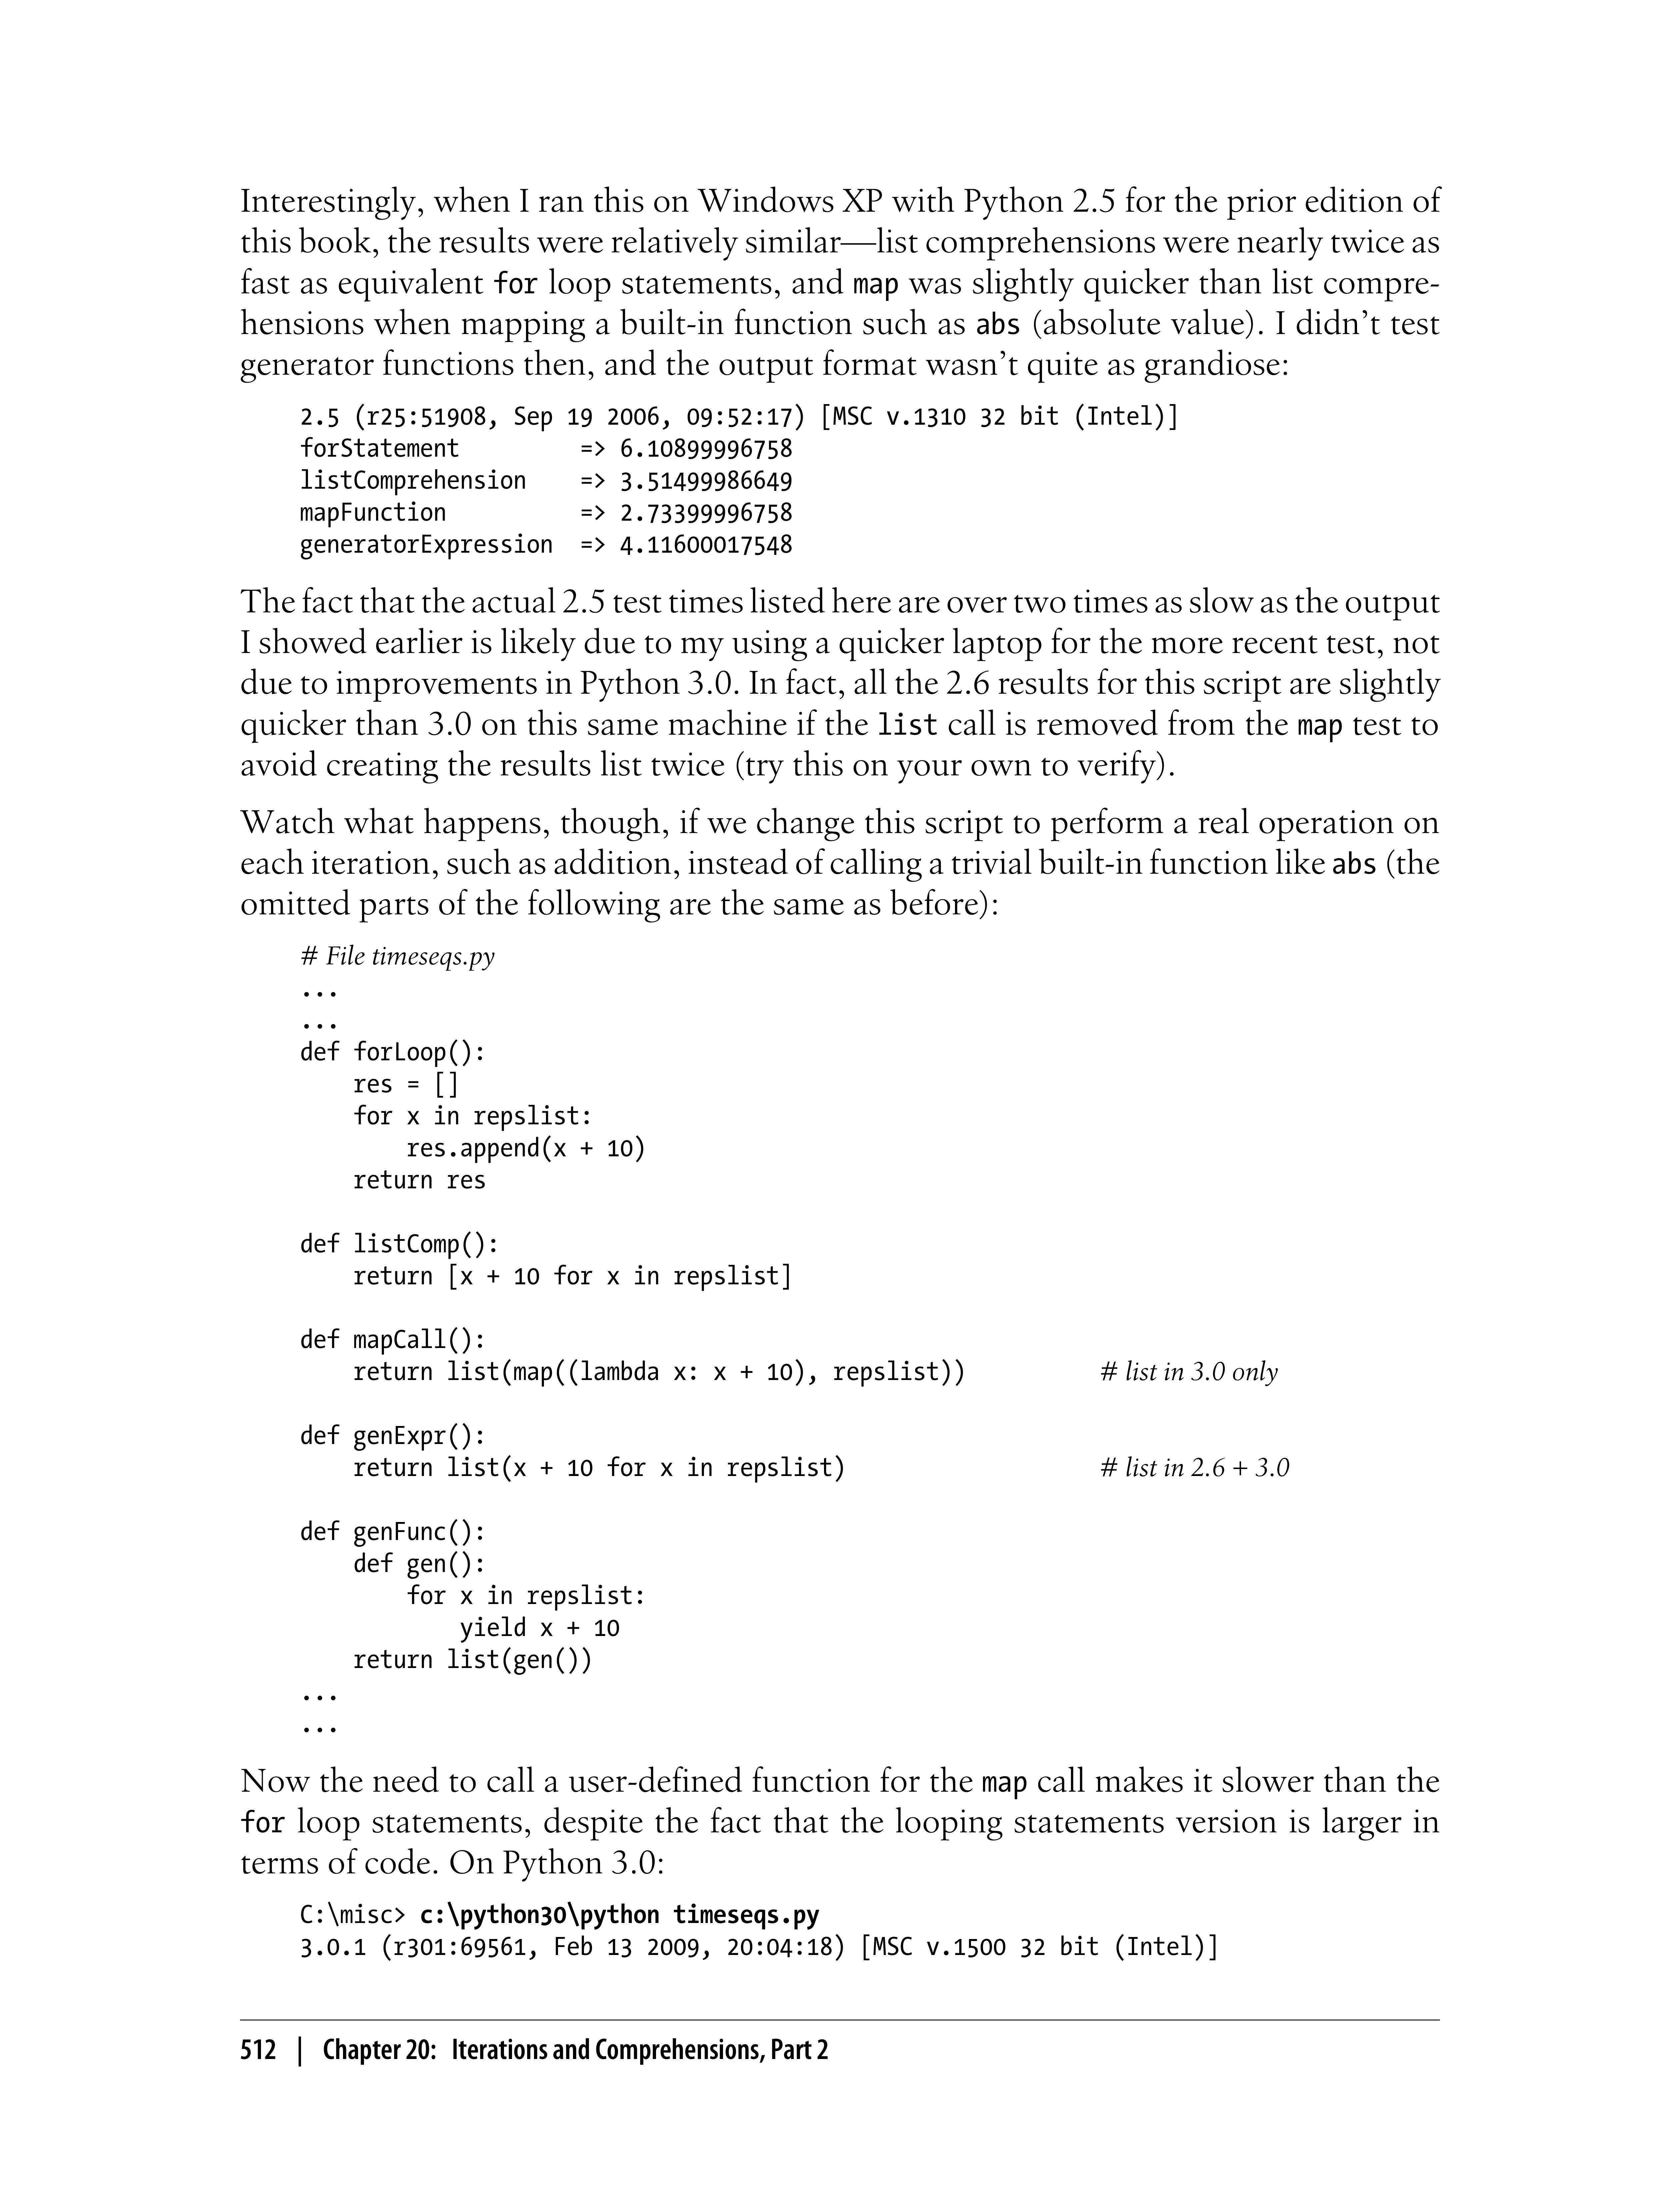 Interestingly, when I ran this on Windows XP with Python 2.5 for the prior edition of
this book, the results were relatively similar—list comprehensions were nearly twice as
fast as equivalent for loop statements, and map was slightly quicker than list compre-
hensions when mapping a built-in function such as abs (absolute value). I didn’t test
generator functions then, and the output format wasn’t quite as grandiose:
2.5 (r25:51908, Sep 19 2006, 09:52:17) [MSC v.1310 32 bit (Intel)]
forStatement         => 6.10899996758
listComprehension    => 3.51499986649
mapFunction          => 2.73399996758
generatorExpression  => 4.11600017548
The fact that the actual 2.5 test times listed here are over two times as slow as the output
I showed earlier is likely due to my using a quicker laptop for the more recent test, not
due to improvements in Python 3.0. In fact, all the 2.6 results for this script are slightly
quicker than 3.0 on this same machine if the list call is removed from the map test to
avoid creating the results list twice (try this on your own to verify).
Watch what happens, though, if we change this script to perform a real operation on
each iteration, such as addition, instead of calling a trivial built-in function like abs (the
omitted parts of the following are the same as before):
# File timeseqs.py
...
...
def forLoop():
    res = []
    for x in repslist:
        res.append(x + 10)
    return res
def listComp():
    return [x + 10 for x in repslist]
def mapCall():
    return list(map((lambda x: x + 10), repslist))          # list in 3.0 only
def genExpr():
    return list(x + 10 for x in repslist)                   # list in 2.6 + 3.0
def genFunc():
    def gen():
        for x in repslist:
            yield x + 10
    return list(gen())
...
...
Now the need to call a user-defined function for the map call makes it slower than the
for loop statements, despite the fact that the looping statements version is larger in
terms of code. On Python 3.0:
C:\misc> c:\python30\python timeseqs.py
3.0.1 (r301:69561, Feb 13 2009, 20:04:18) [MSC v.1500 32 bit (Intel)]
512 | Chapter 20: Iterations and Comprehensions, Part 2